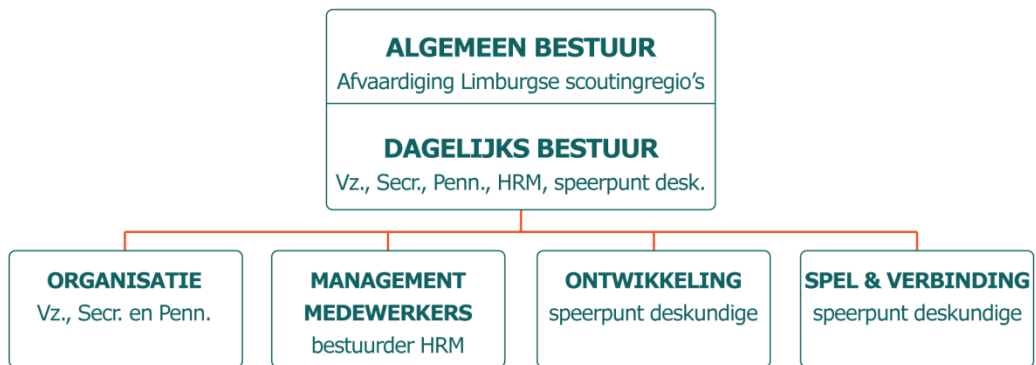 ALGEMEEN BESTUUR
Afvaardiging Limburgse scoutingregio's
DAGELIJKS BESTUUR
Vz., Secr., Penn., HRM, speerpunt desk.
ORGANISATIE
Vz., Secr. en Penn.
MANAGEMENT
MEDEWERKERS
bestuurder HRM
ONTWIKKELING
speerpunt deskundige
SPEL & VERBINDING
speerpunt deskundige